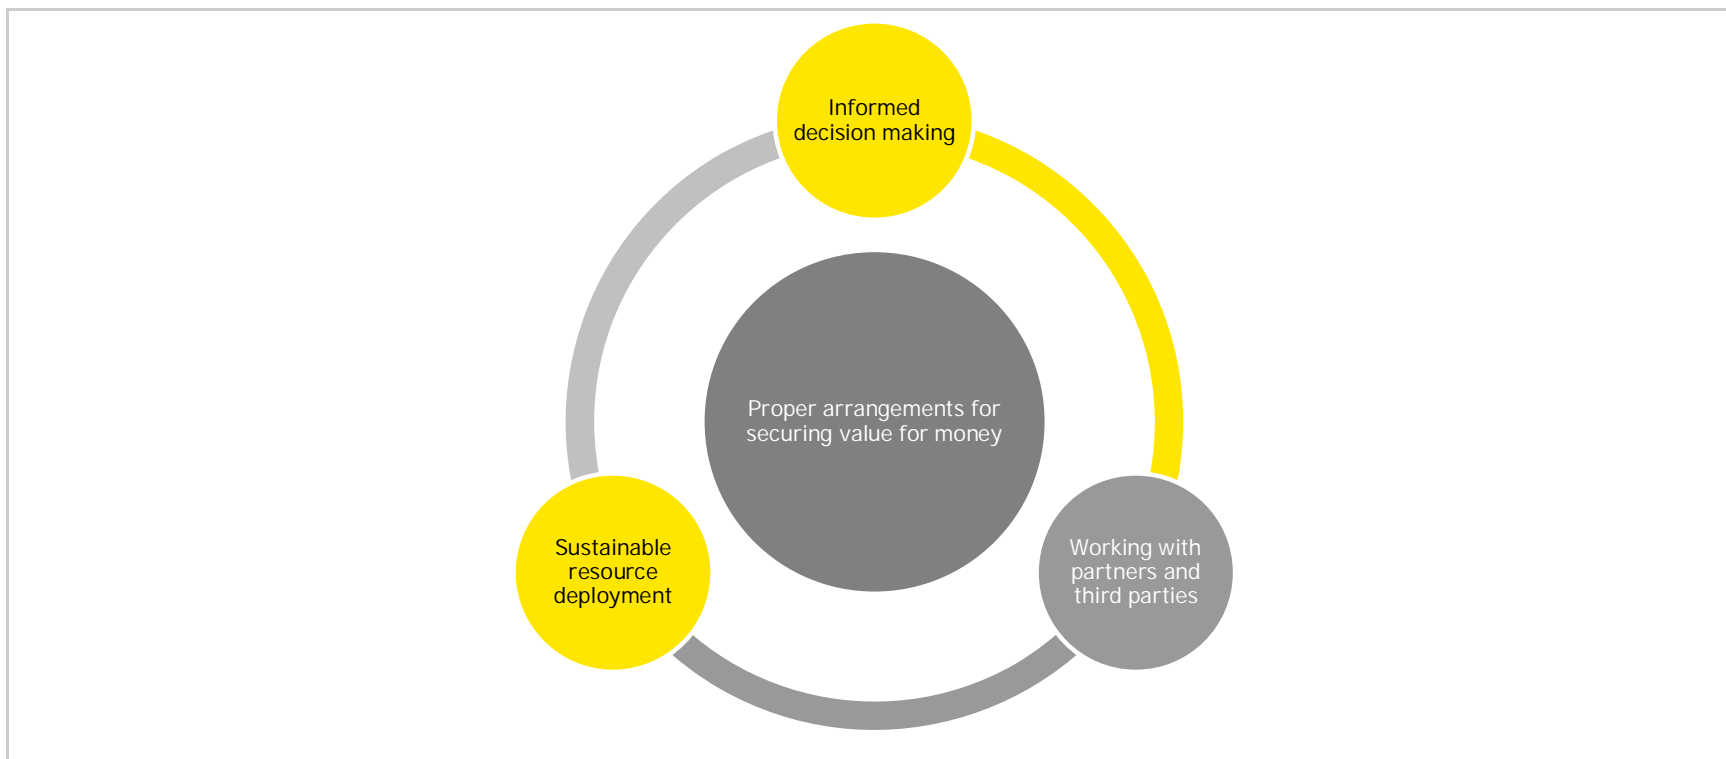 Informed
decision making
Proper arrangements for
securing value for money
Sustainable
resource
deployment
Working with
partners and
third parties